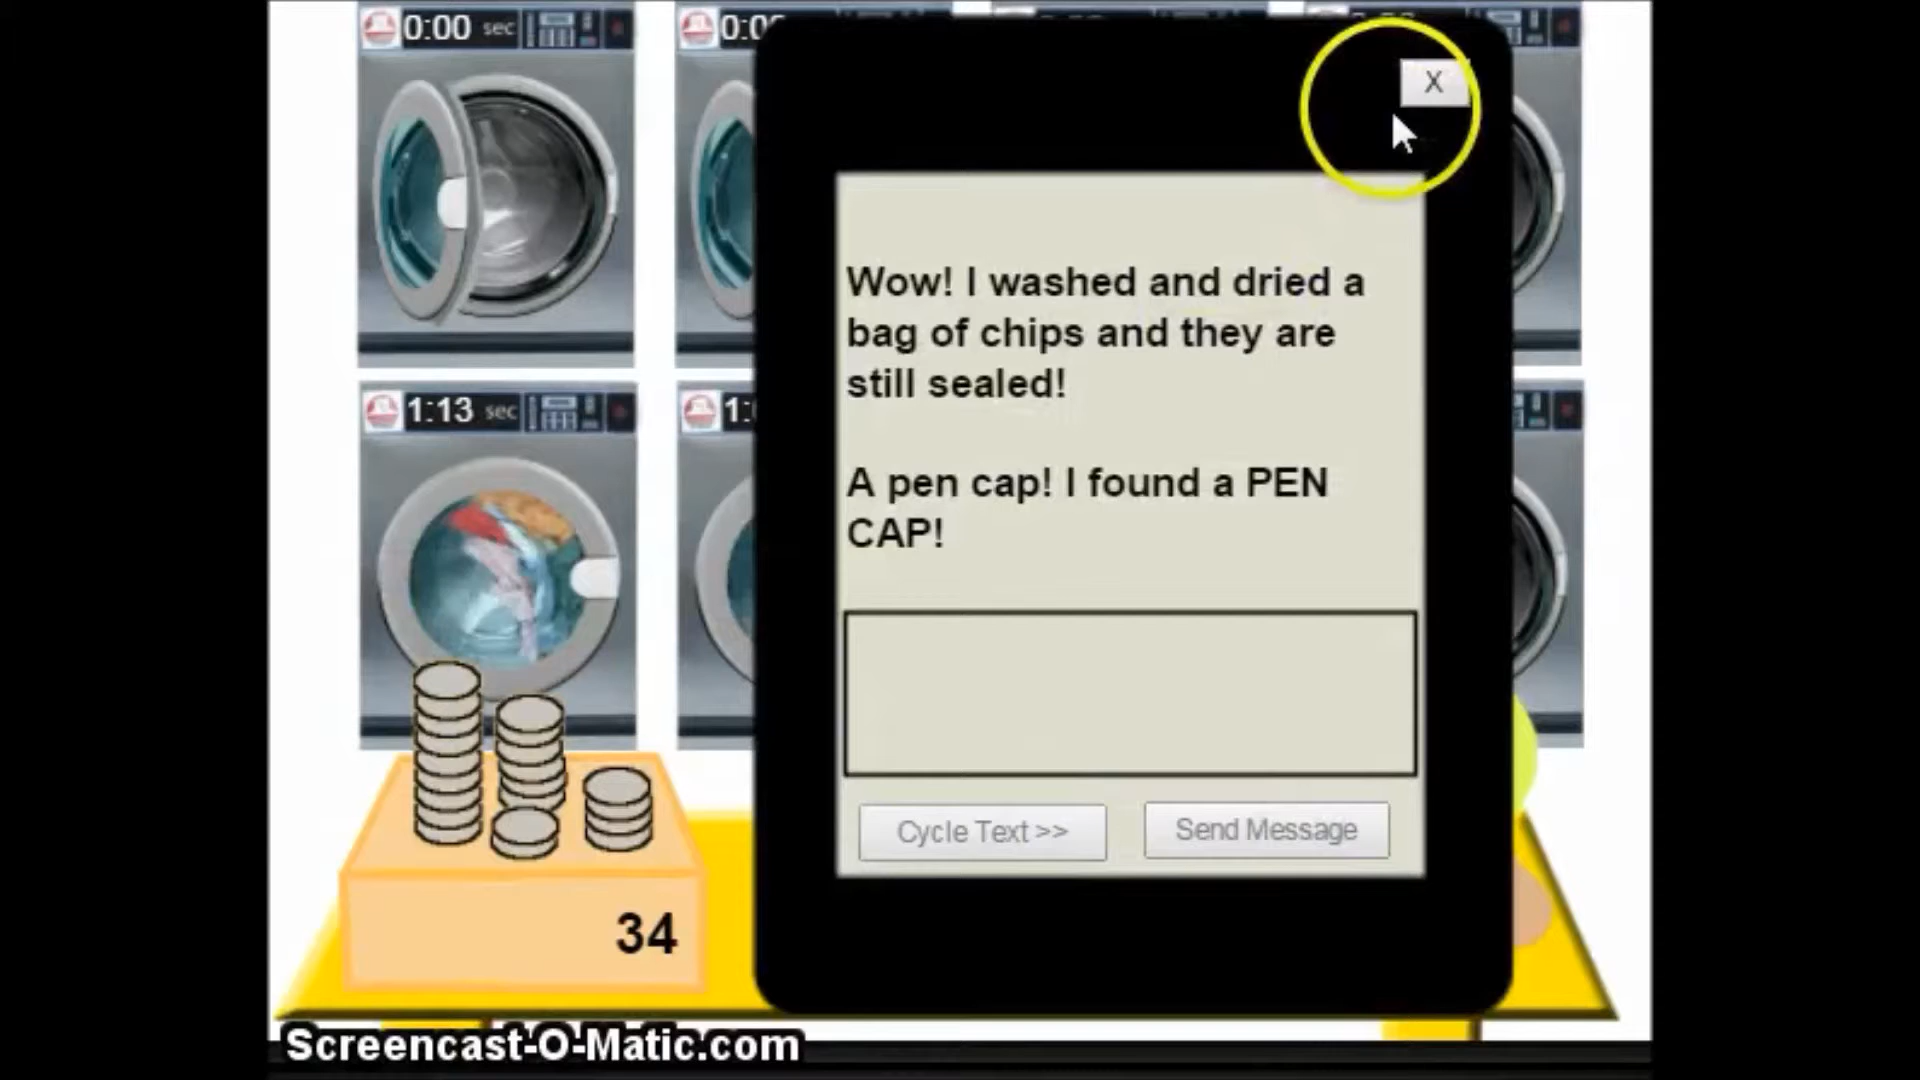 0:00 sec
X
Wow! I washed and dried a
bag of chips and they are
still sealed!
A pen cap! I found a PEN
CAP!
1:13 sec
Cycle Text >>
Send Message
34
Screencast-O-Matic.com